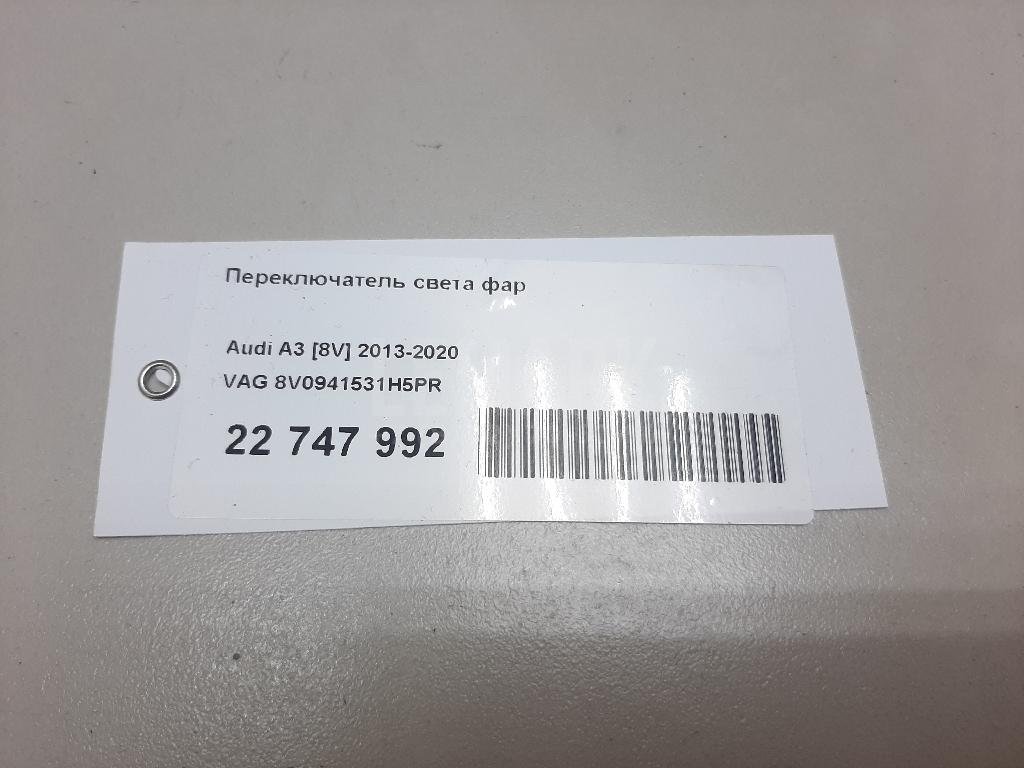 Переключатель света фар
Audi A3 [8V] 2013-2020
VAG 8V0941531H5PR
22 747 992